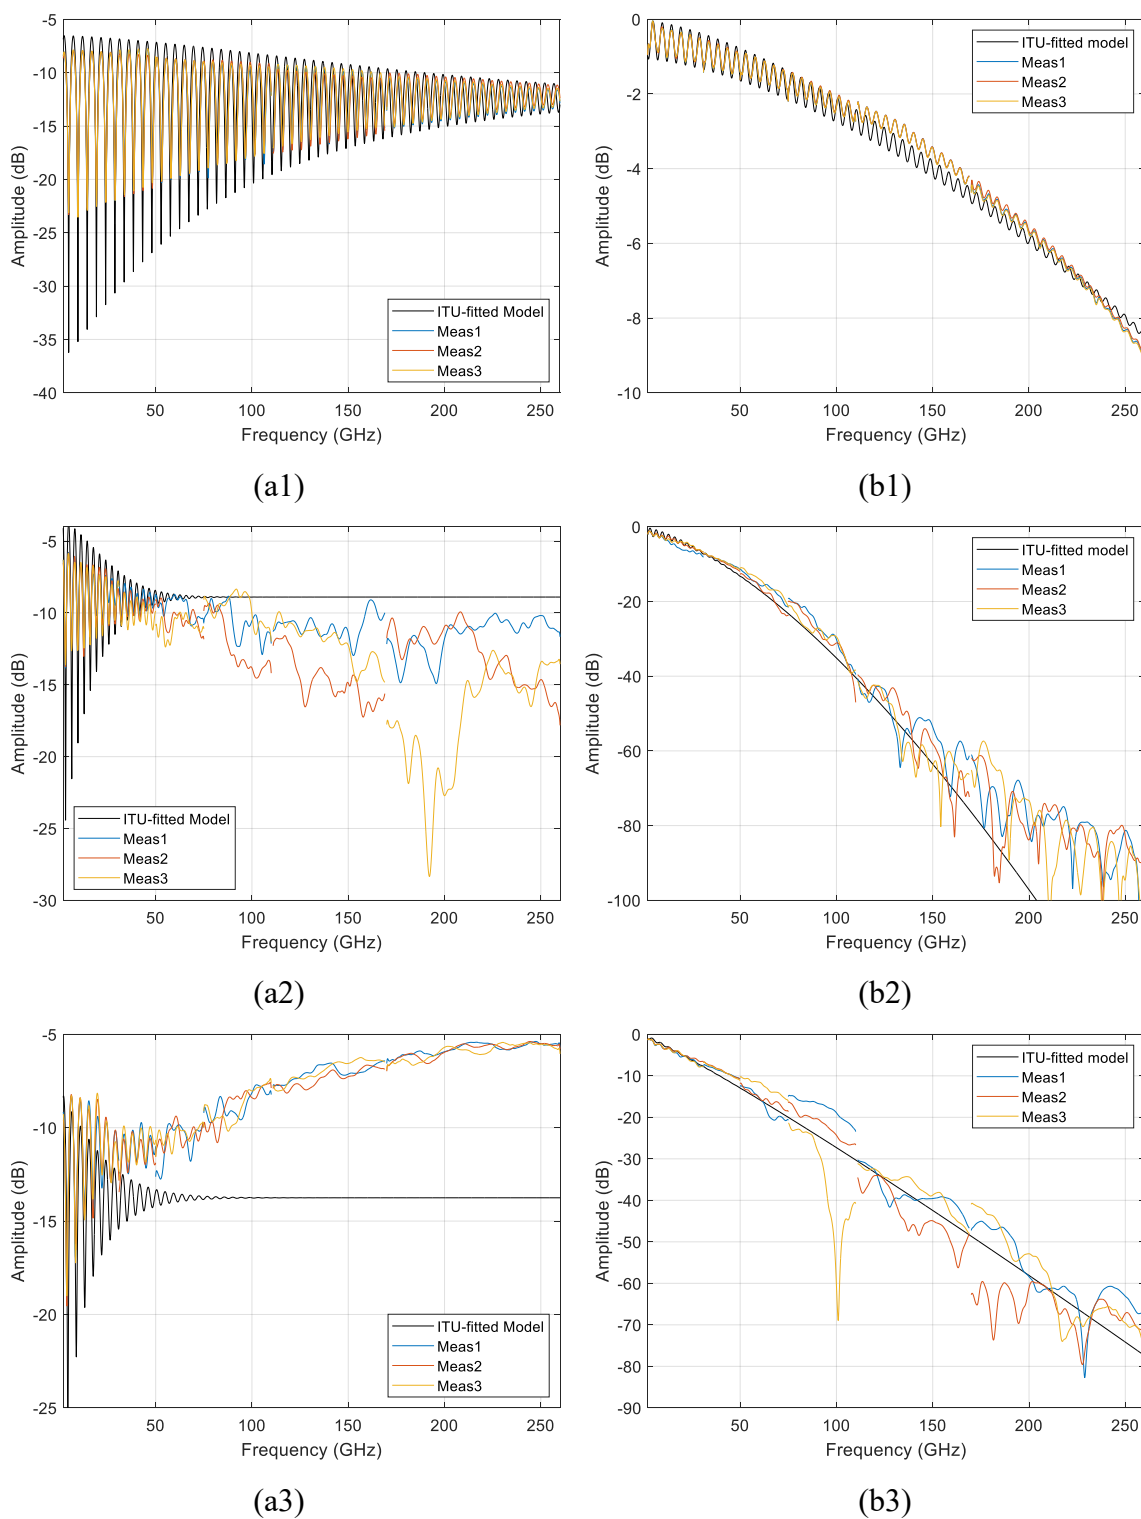 -5
-10
-15
-20
-25
-30
-35
-40
50 100 150 200 250
Amplitude (dB)
Frequency (GHz)
ITU-fitted Model
Meas1
Meas2
Meas3
(a1)
0
-2
-4
-6
-8
-10
50 100 150 200 250
Amplitude (dB)
Frequency (GHz)
ITU-fitted model
Meas1
Meas2
Meas3
(b1)
-5
-10
-15
-20
-25
-30
50 100 150 200 250
Amplitude (dB)
Frequency (GHz)
ITU-fitted Model
Meas1
Meas2
Meas3
(a2)
0
-20
-40
-60
-80
-100
50 100 150 200 250
Amplitude (dB)
Frequency (GHz)
ITU-fitted model
Meas1
Meas2
Meas3
(b2)
-5
-10
-15
-20
-25
50 100 150 200 250
Amplitude (dB)
Frequency (GHz)
ITU-fitted Model
Meas1
Meas2
Meas3
(a3)
0
-10
-20
-30
-40
-50
-60
-70
-80
-90
50 100 150 200 250
Amplitude (dB)
Frequency (GHz)
ITU-fitted model
Meas1
Meas2
Meas3
(b3)